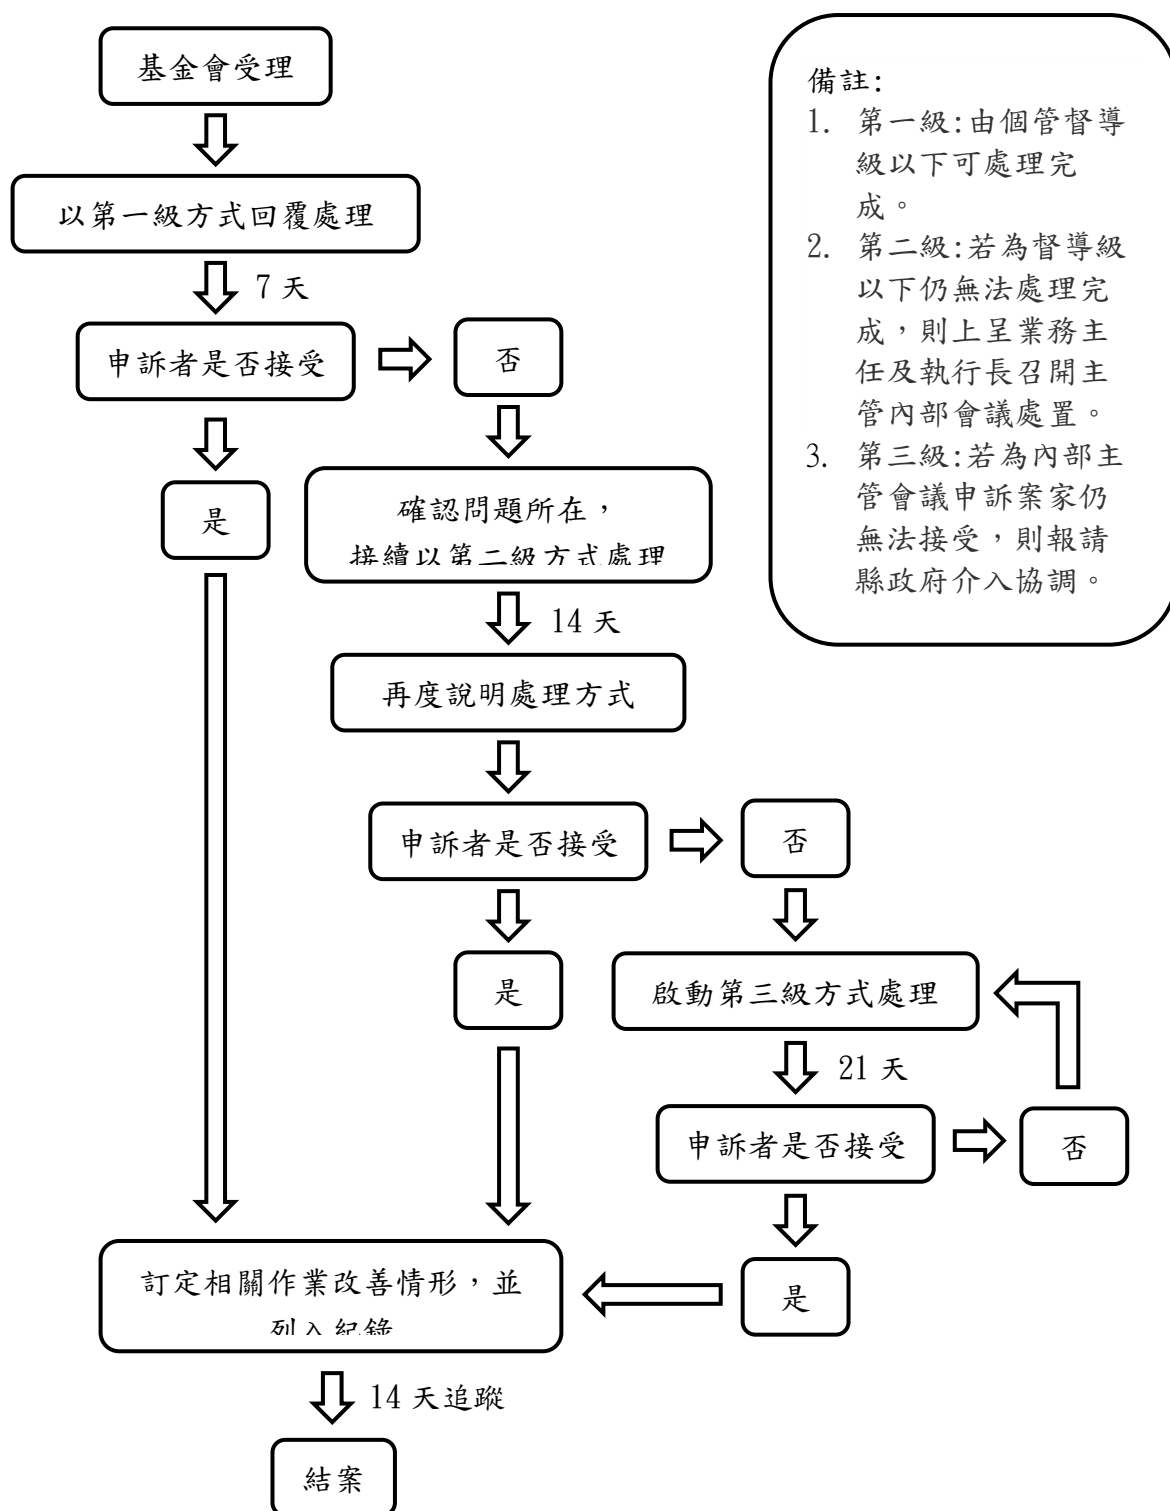 基金會受理
以第一級方式回覆處理
7 天
申訴者是否接受
否
是
確認問題所在，
接續以第二級方式處理
14 天
再度說明處理方式
申訴者是否接受
否
是
啟動第三級方式處理
21 天
申訴者是否接受
否
是
訂定相關作業改善情形，並
列入紀錄
14 天追蹤
結案
備註:
1. 第一級:由個管督導
級以下可處理完
成。
2. 第二級:若為督導級
以下仍無法處理完
成，則上呈業務主
任及執行長召開主
管內部會議處置。
3. 第三級:若為內部主
管會議申訴案家仍
無法接受，則報請
縣政府介入協調。